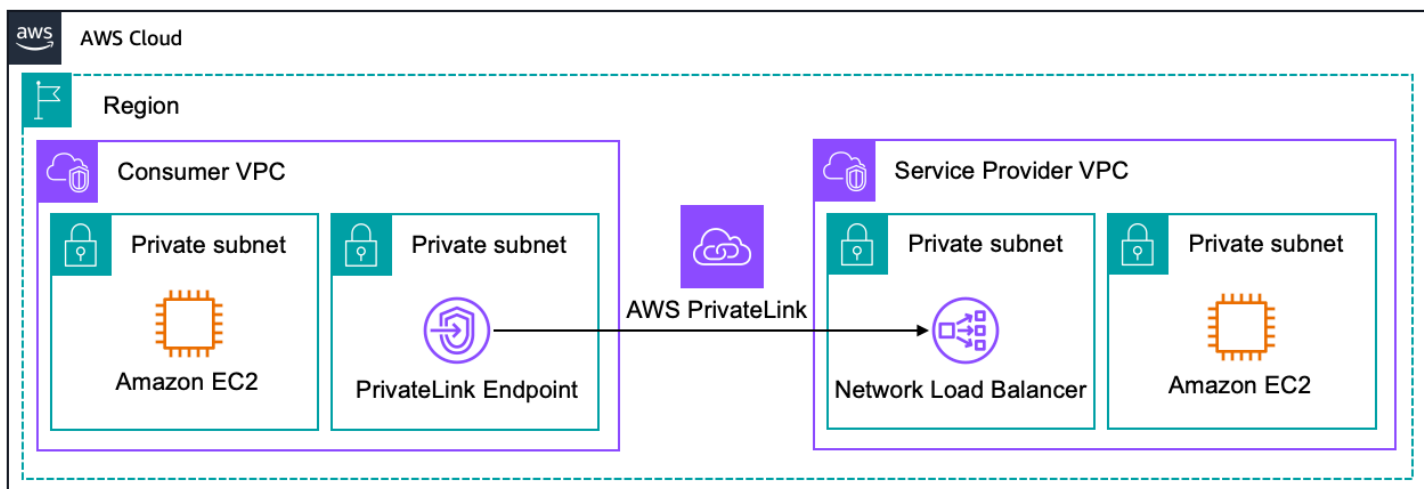 aws
AWS Cloud
Region
Consumer VPC
Private subnet
Amazon EC2
Private subnet
PrivateLink Endpoint
AWS PrivateLink
Service Provider VPC
Private subnet
Network Load Balancer
Private subnet
Amazon EC2